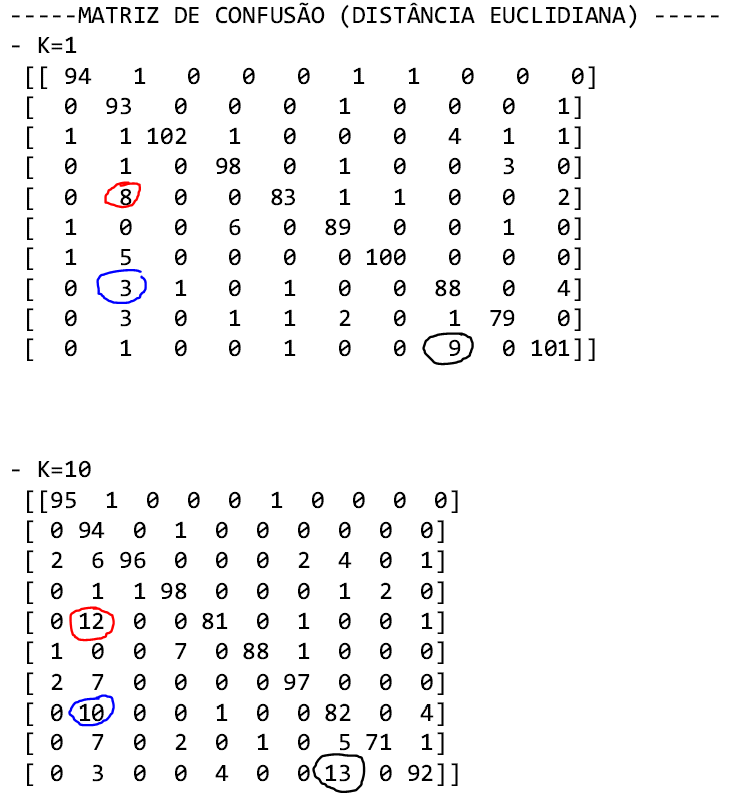 -----MATRIZ DE CONFUSÃO (DISTÂNCIA EUCLIDIANA) -----
- K=1
[[ 94 1 0 0 0 1 1 0 0 0]
[ 0 93 0 0 0 1 0 0 0 1]
[ 1 1 102 1 0 0 0 4 1 1]
[ 0 1 0 98 0 1 0 0 3 0]
[ 0 8 0 0 83 1 1 0 0 2]
[ 1 0 0 6 0 89 0 0 1 0]
[ 1 5 0 0 0 0 100 0 0 0]
[ 0 3 1 0 1 0 0 88 0 4]
[ 0 3 0 1 1 2 0 1 79 0]
[ 0 1 0 0 1 0 0 9 0 101]]
- K=10
[[95 1 0 0 0 1 0 0 0 0]
[ 0 94 0 1 0 0 0 0 0 0]
[ 2 6 96 0 0 0 2 4 0 1]
[ 0 1 1 98 0 0 0 1 2 0]
[ 0 12 0 0 81 0 1 0 0 1]
[ 1 0 0 7 0 88 1 0 0 0]
[ 2 7 0 0 0 0 97 0 0 0]
[ 0 10 0 0 1 0 0 82 0 4]
[ 0 7 0 2 0 1 0 5 71 1]
[ 0 3 0 0 4 0 0 13 0 92]]